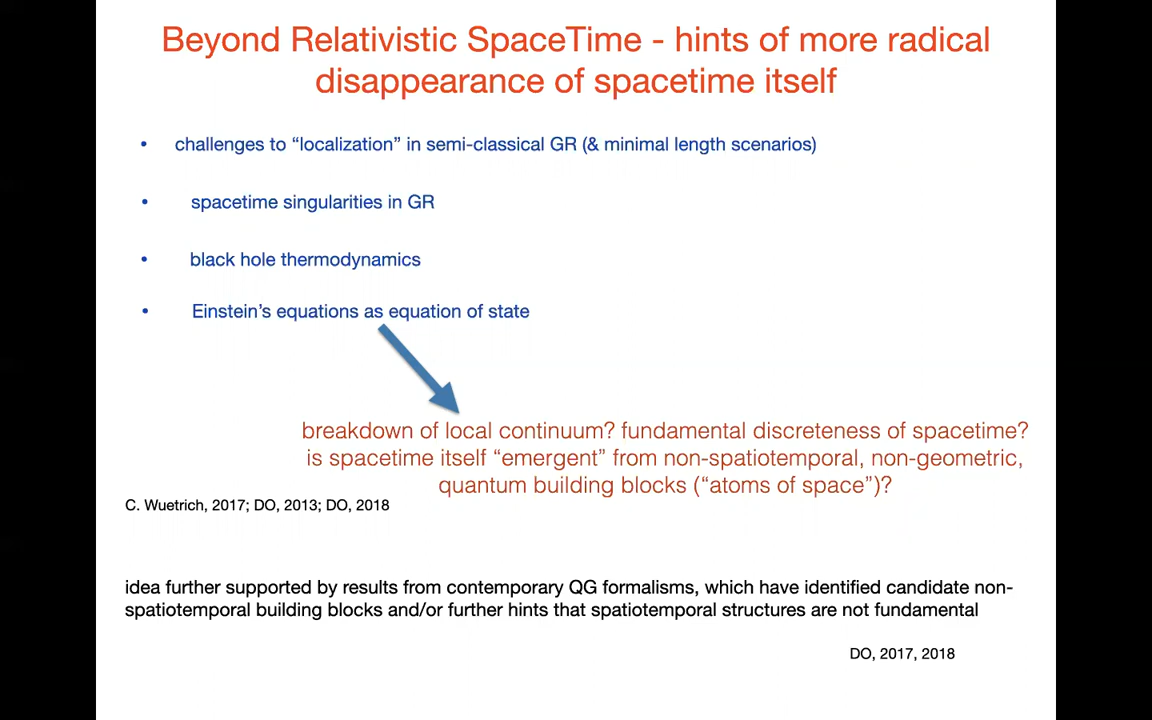 Beyond Relativistic SpaceTime - hints of more radical
disappearance of spacetime itself
• challenges to “localization” in semi-classical GR (& minimal length scenarios)
• spacetime singularities in GR
• black hole thermodynamics
• Einstein’s equations as equation of state
breakdown of local continuum? fundamental discreteness of spacetime?
is spacetime itself “emergent” from non-spatiotemporal, non-geometric,
quantum building blocks (“atoms of space”)?
C. Wuetrich, 2017; DO, 2013; DO, 2018
idea further supported by results from contemporary QG formalisms, which have identified candidate non-
spatiotemporal building blocks and/or further hints that spatiotemporal structures are not fundamental
DO, 2017, 2018